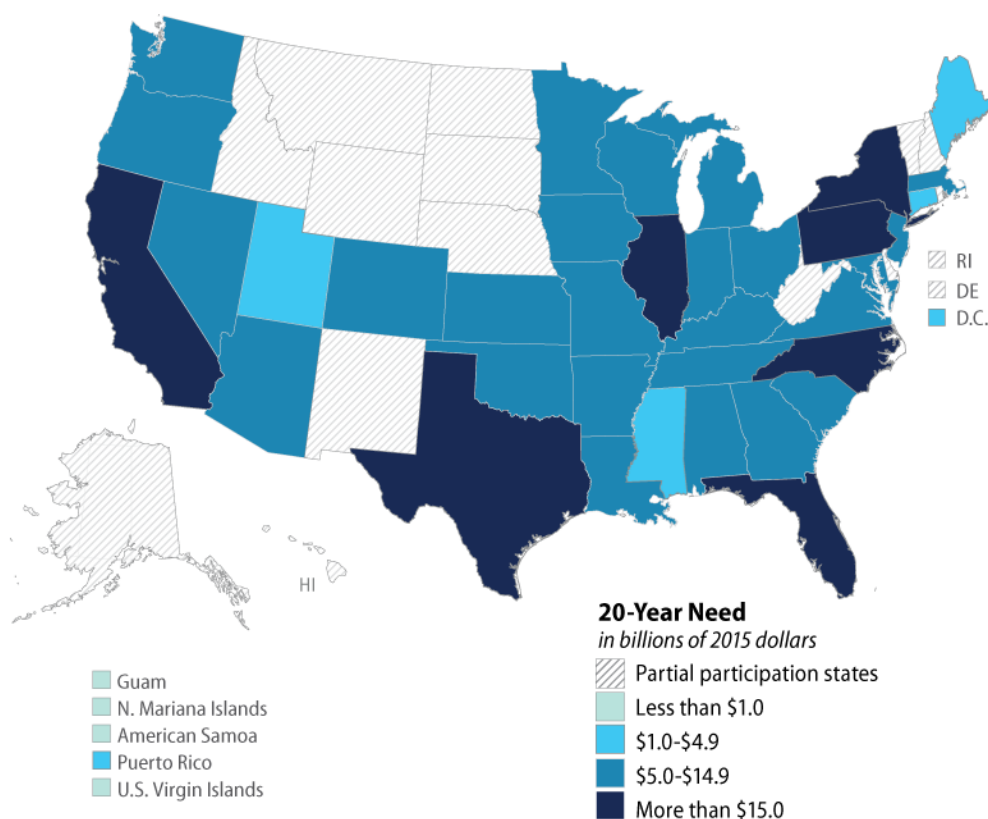 RI
DE
D.C.
HI
20-Year Need
in billions of 2015 dollars
Partial participation states
Less than $1.0
$1.0-$4.9
$5.0-$14.9
More than $15.0
Guam
N. Mariana Islands
American Samoa
Puerto Rico
U.S. Virgin Islands